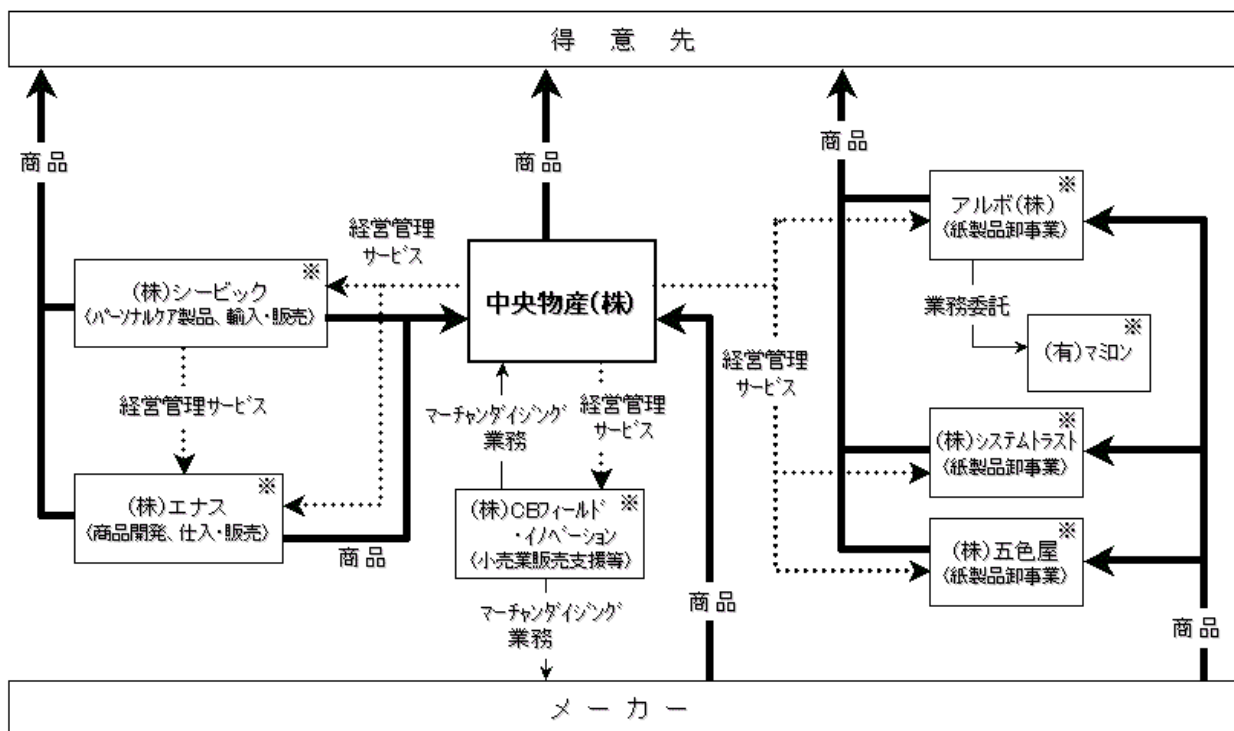 得意先
商品
商品
商品
経営管理
サービス
※
(株)シービック
(パーソナルケア製品、輸入・販売)
中央物産(株)
※
アルボ(株)
(紙製品卸事業)
業務委託
※
(有)マミロン
経営管理サービス
マーチャンダイジング
業務
経営管理
サービス
経営管理
サービス
※
(株)システムトラスト
(紙製品卸事業)
※
(株)エナス
(商品開発、仕入・販売)
商品
※
(株)CBフィールド
・イノベーション
(小売業販売支援等)
※
(株)五色屋
(紙製品卸事業)
マーチャンダイジング
業務
商品
商品
メーカー